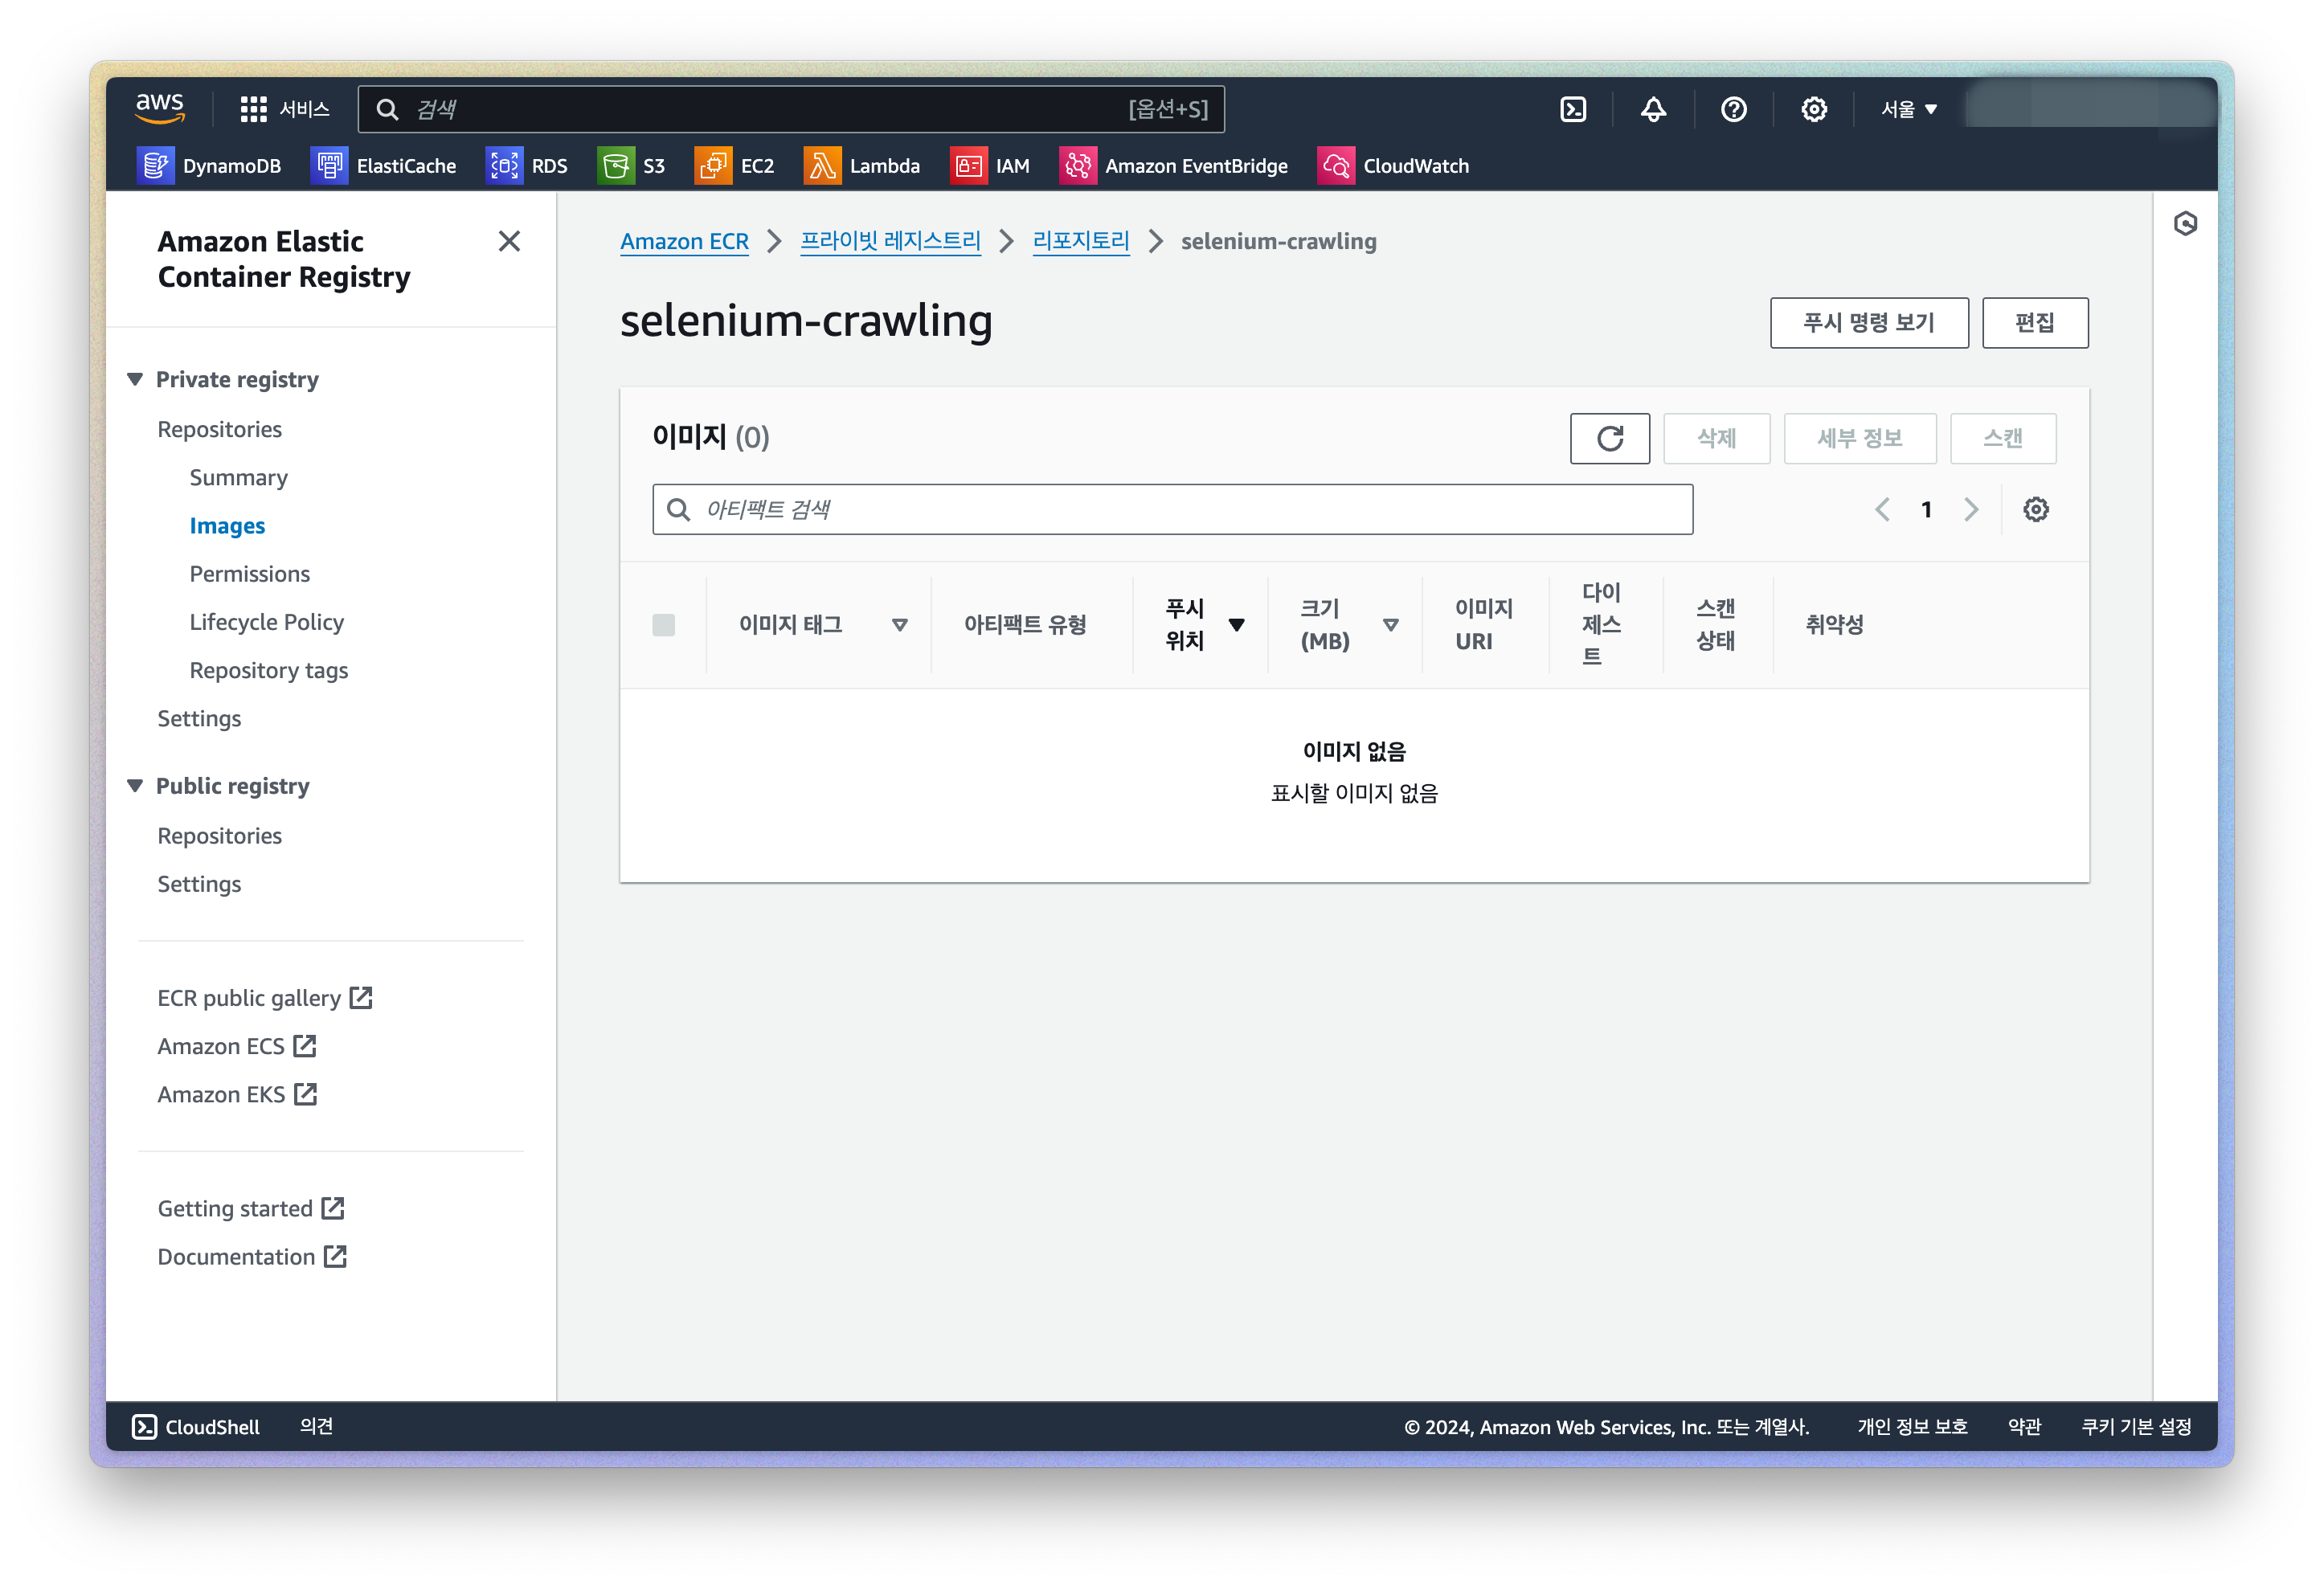 aws
서비스
검색
[옵션+S]
서울
DynamoDB
ElastiCache
RDS
S3
EC2
Lambda
IAM
Amazon EventBridge
CloudWatch
Amazon Elastic
Container Registry
Private registry
Repositories
Summary
Images
Permissions
Lifecycle Policy
Repository tags
Settings
Public registry
Repositories
Settings
ECR public gallery
Amazon ECS
Amazon EKS
Getting started
Documentation
Amazon ECR
프라이빗 레지스트리
리포지토리
selenium-crawling
selenium-crawling
푸시 명령 보기
편집
이미지 (0)
삭제
세부 정보
스캔
아티팩트 검색
1
이미지 태그
아티팩트 유형
푸시
위치
크기
(MB)
이미지
URI
다이
제스
트
스캔
상태
취약성
이미지 없음
표시할 이미지 없음
CloudShell
의견
© 2024, Amazon Web Services, Inc. 또는 계열사.
개인 정보 보호
약관
쿠키 기본 설정